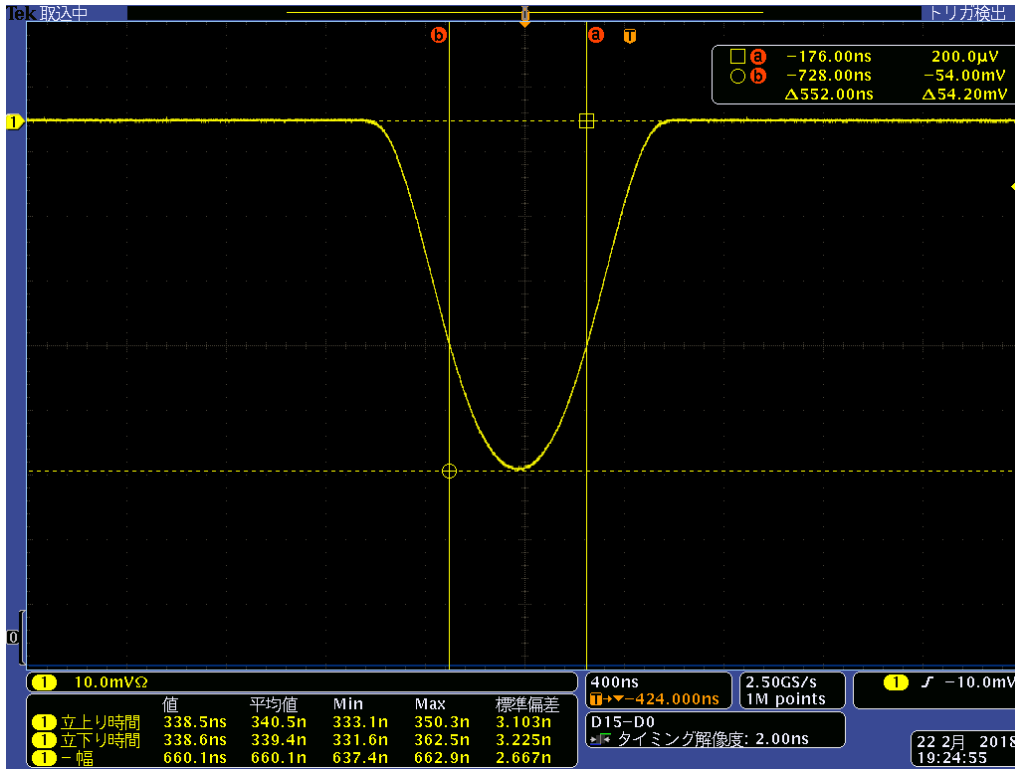 Tek 取込中 トリガ検出
b a T
a −176.00ns 200.0µV
b −728.00ns −54.00mV
Δ552.00ns Δ54.20mV
1
0
1 10.0mVΩ
400ns
T→▼−424.000ns
2.50GS/s
1M points
1 ∫ −10.0mV
値 平均値 Min Max 標準偏差
1 立上り時間 338.5ns 340.5n 333.1n 350.3n 3.103n
1 立下り時間 338.6ns 339.4n 331.6n 362.5n 3.225n
1 −幅 660.1ns 660.1n 637.4n 662.9n 2.667n
D15−D0
タイミング解像度: 2.00ns
22 2月 2018
19:24:55